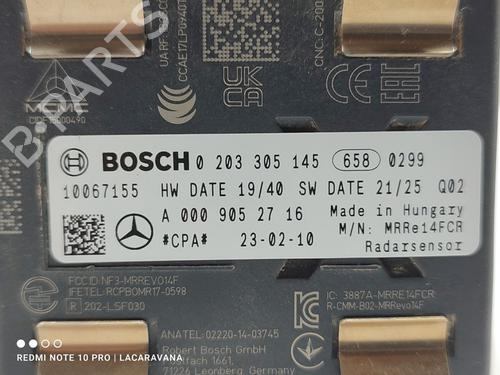 B-PARTS
CCAE17LP0940T
UK
CA
BOSCH 0 203 305 145 658 0299
10067155 HW DATE 19/40 SW DATE 21/25 Q02
A 000 905 27 16 Made in Hungary
*CPA* 23-02-10 M/N: MRRe14FCR
Radarsensor
FCC ID:NF3-MRREVO14F
IFETEL:RCPBOMR17-0598
R 202-LSF030
IC: 3887A-MRRE14FCR
R-CMM-B02-MRRevo14F
ANATEL:02220-14-03745
Robert Bosch GmbH
Postfach 1661,
71226 Leonberg, Germany
REDMI NOTE 10 PRO | LACARAVANA